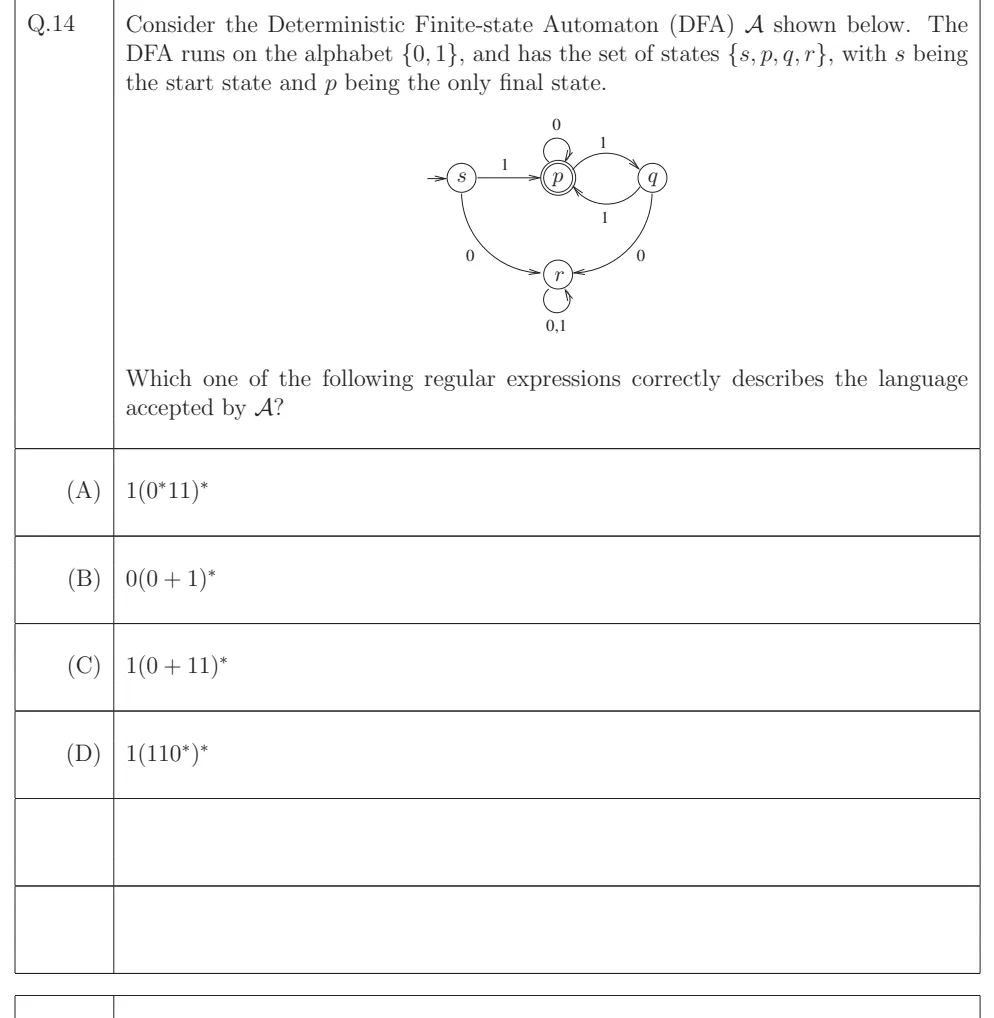 Q.14
Consider the Deterministic Finite-state Automaton (DFA) 𝒜 shown below. The
DFA runs on the alphabet {0, 1}, and has the set of states {s, p, q, r}, with s being
the start state and p being the only final state.
0
1
1
s
p
q
1
0
0
r
0,1
Which one of the following regular expressions correctly describes the language
accepted by 𝒜?
(A) 1(0*11)*
(B) 0(0 + 1)*
(C) 1(0 + 11)*
(D) 1(110*)*